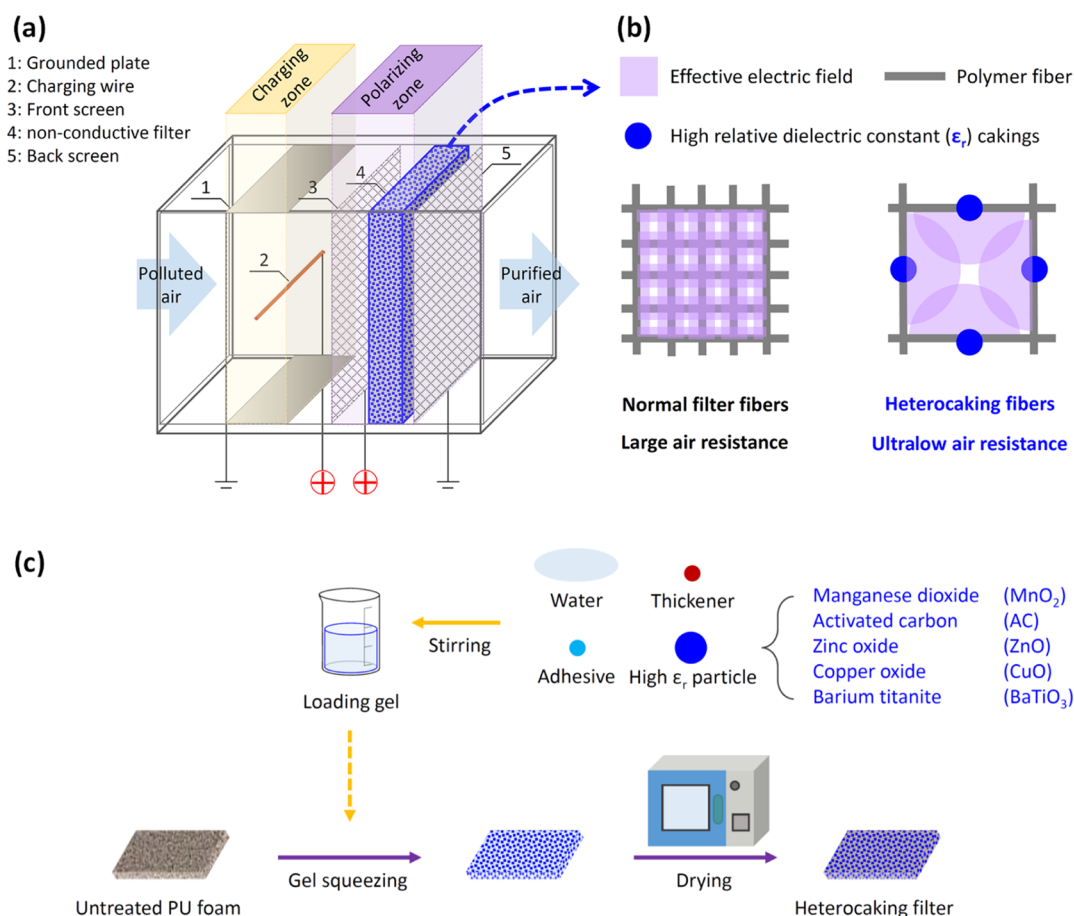 (a)
1: Grounded plate
2: Charging wire
3: Front screen
4: non-conductive filter
5: Back screen
Charging
zone
Polarizing
zone
1
2
3
4
5
Polluted
air
Purified
air
(b)
Effective electric field
Polymer fiber
High relative dielectric constant (εr) cakings
Normal filter fibers
Large air resistance
Heterocaking fibers
Ultralow air resistance
(c)
Water
Thickener
Adhesive
High εr particle
Manganese dioxide (MnO2)
Activated carbon (AC)
Zinc oxide (ZnO)
Copper oxide (CuO)
Barium titanite (BaTiO3)
Stirring
Loading gel
Untreated PU foam
Gel squeezing
Drying
Heterocaking filter